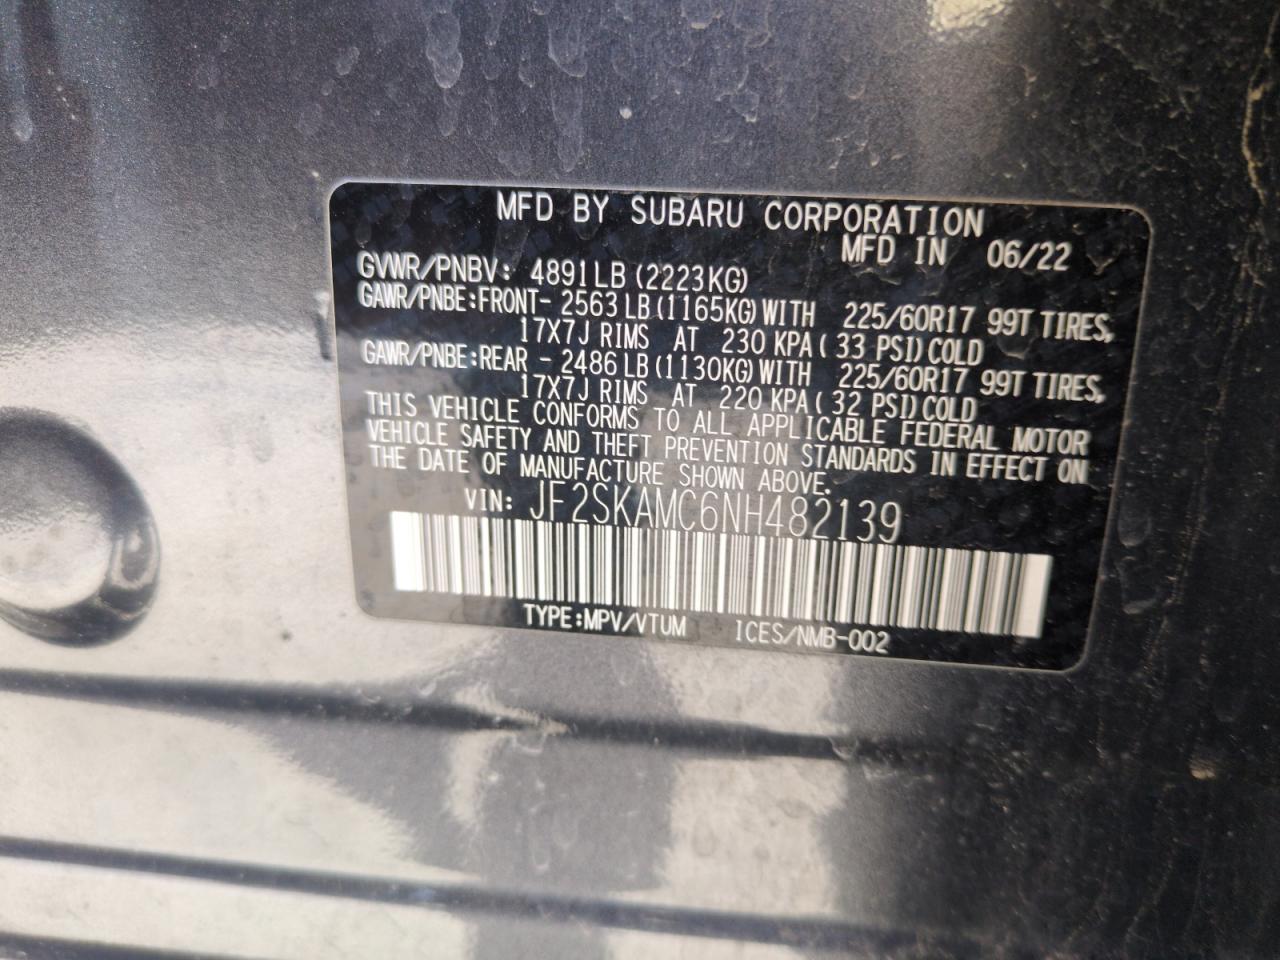 MFD BY SUBARU CORPORATION
MFD IN 06/22
GVWR/PNBV: 4891LB (2223KG)
GAWR/PNBE:FRONT- 2563 LB (1165KG) WITH 225/60R17 99T TIRES,
17X7J RIMS AT 230 KPA ( 33 PSI) COLD
GAWR/PNBE:REAR - 2486 LB (1130KG) WITH 225/60R17 99T TIRES,
17X7J RIMS AT 220 KPA ( 32 PSI) COLD
THIS VEHICLE CONFORMS TO ALL APPLICABLE FEDERAL MOTOR
VEHICLE SAFETY AND THEFT PREVENTION STANDARDS IN EFFECT ON
THE DATE OF MANUFACTURE SHOWN ABOVE.
VIN: JF2SKAMC6NH482139
TYPE:MPV/VTUM ICES/NMB-002